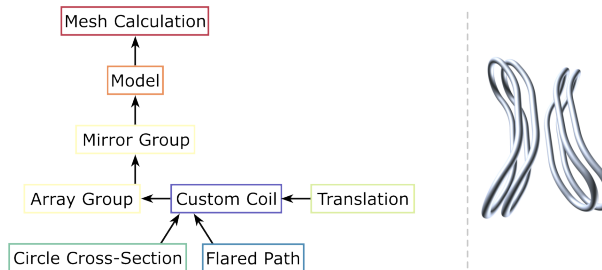 Mesh Calculation
Model
Mirror Group
Array Group
Custom Coil
Translation
Circle Cross-Section
Flared Path